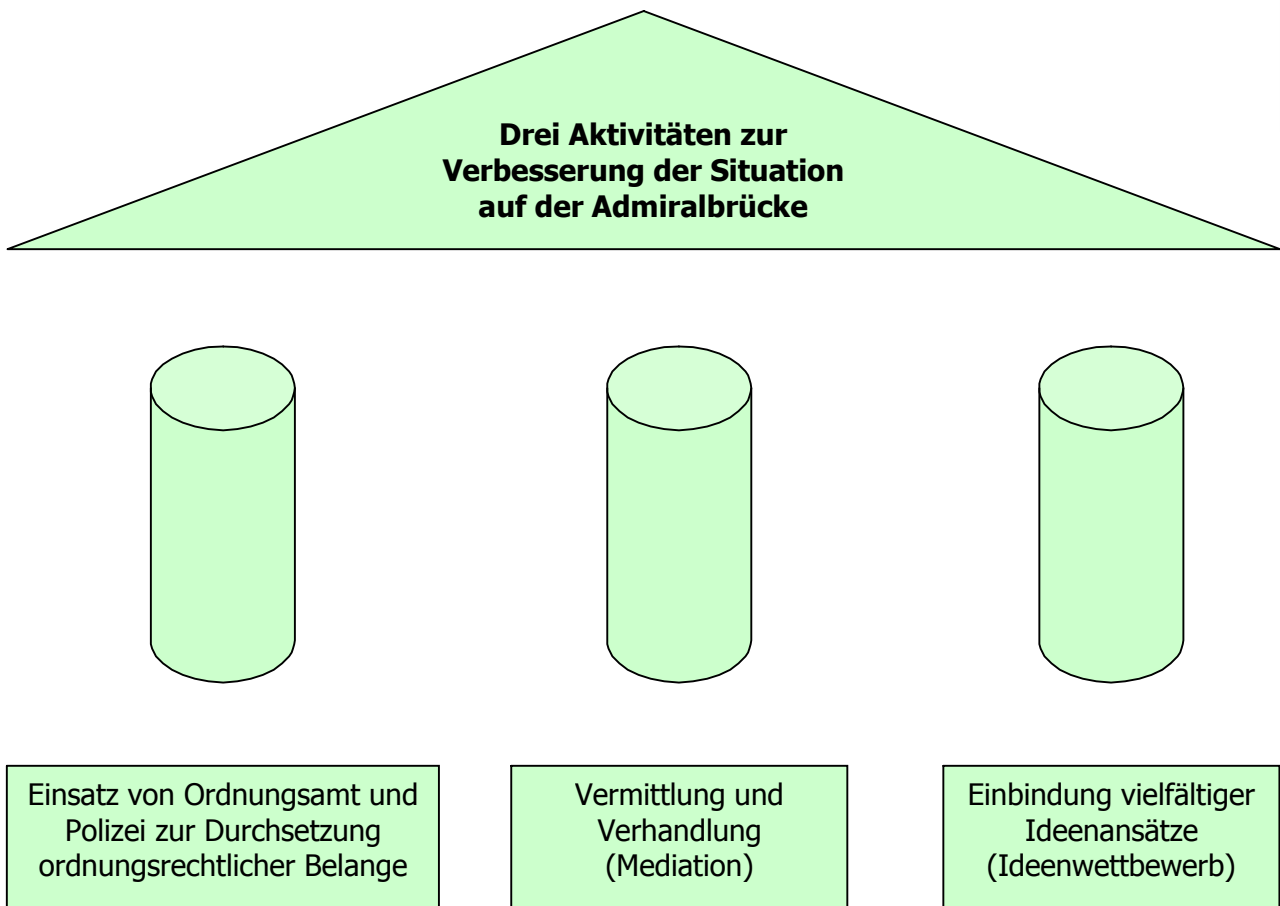 Drei Aktivitäten zur
Verbesserung der Situation
auf der Admiralbrücke
Einsatz von Ordnungsamt und
Polizei zur Durchsetzung
ordnungsrechtlicher Belange
Vermittlung und
Verhandlung
(Mediation)
Einbindung vielfältiger
Ideenansätze
(Ideenwettbewerb)